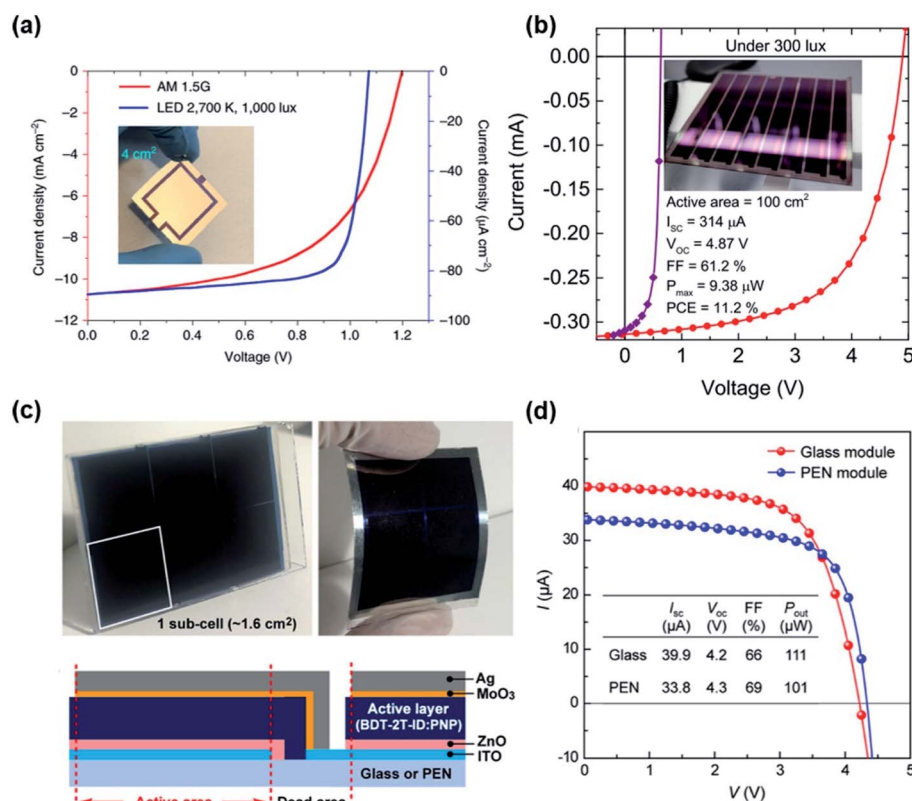 (a)
0
−2
−4
−6
−8
−10
−12
Current density (mA cm−2)
AM 1.5G
LED 2,700 K, 1,000 lux
4 cm2
0
−20
−40
−60
−80
−100
Current density (μA cm−2)
0.0 0.2 0.4 0.6 0.8 1.0 1.2
Voltage (V)
(b)
Under 300 lux
0.00
-0.05
-0.10
-0.15
-0.20
-0.25
-0.30
Current (mA)
Active area = 100 cm2
ISC = 314 μA
VOC = 4.87 V
FF = 61.2 %
Pmax = 9.38 μW
PCE = 11.2 %
0 1 2 3 4 5
Voltage (V)
(c)
1 sub-cell (~1.6 cm2)
Ag
MoO3
Active layer
(BDT-2T-ID:PNP)
ZnO
ITO
Glass or PEN
Active area Dead area
(d)
Glass module
PEN module
40
30
20
10
0
-10
I (μA)
Isc Voc FF Pout
(μA) (V) (%) (μW)
Glass 39.9 4.2 66 111
PEN 33.8 4.3 69 101
0 1 2 3 4 5
V (V)